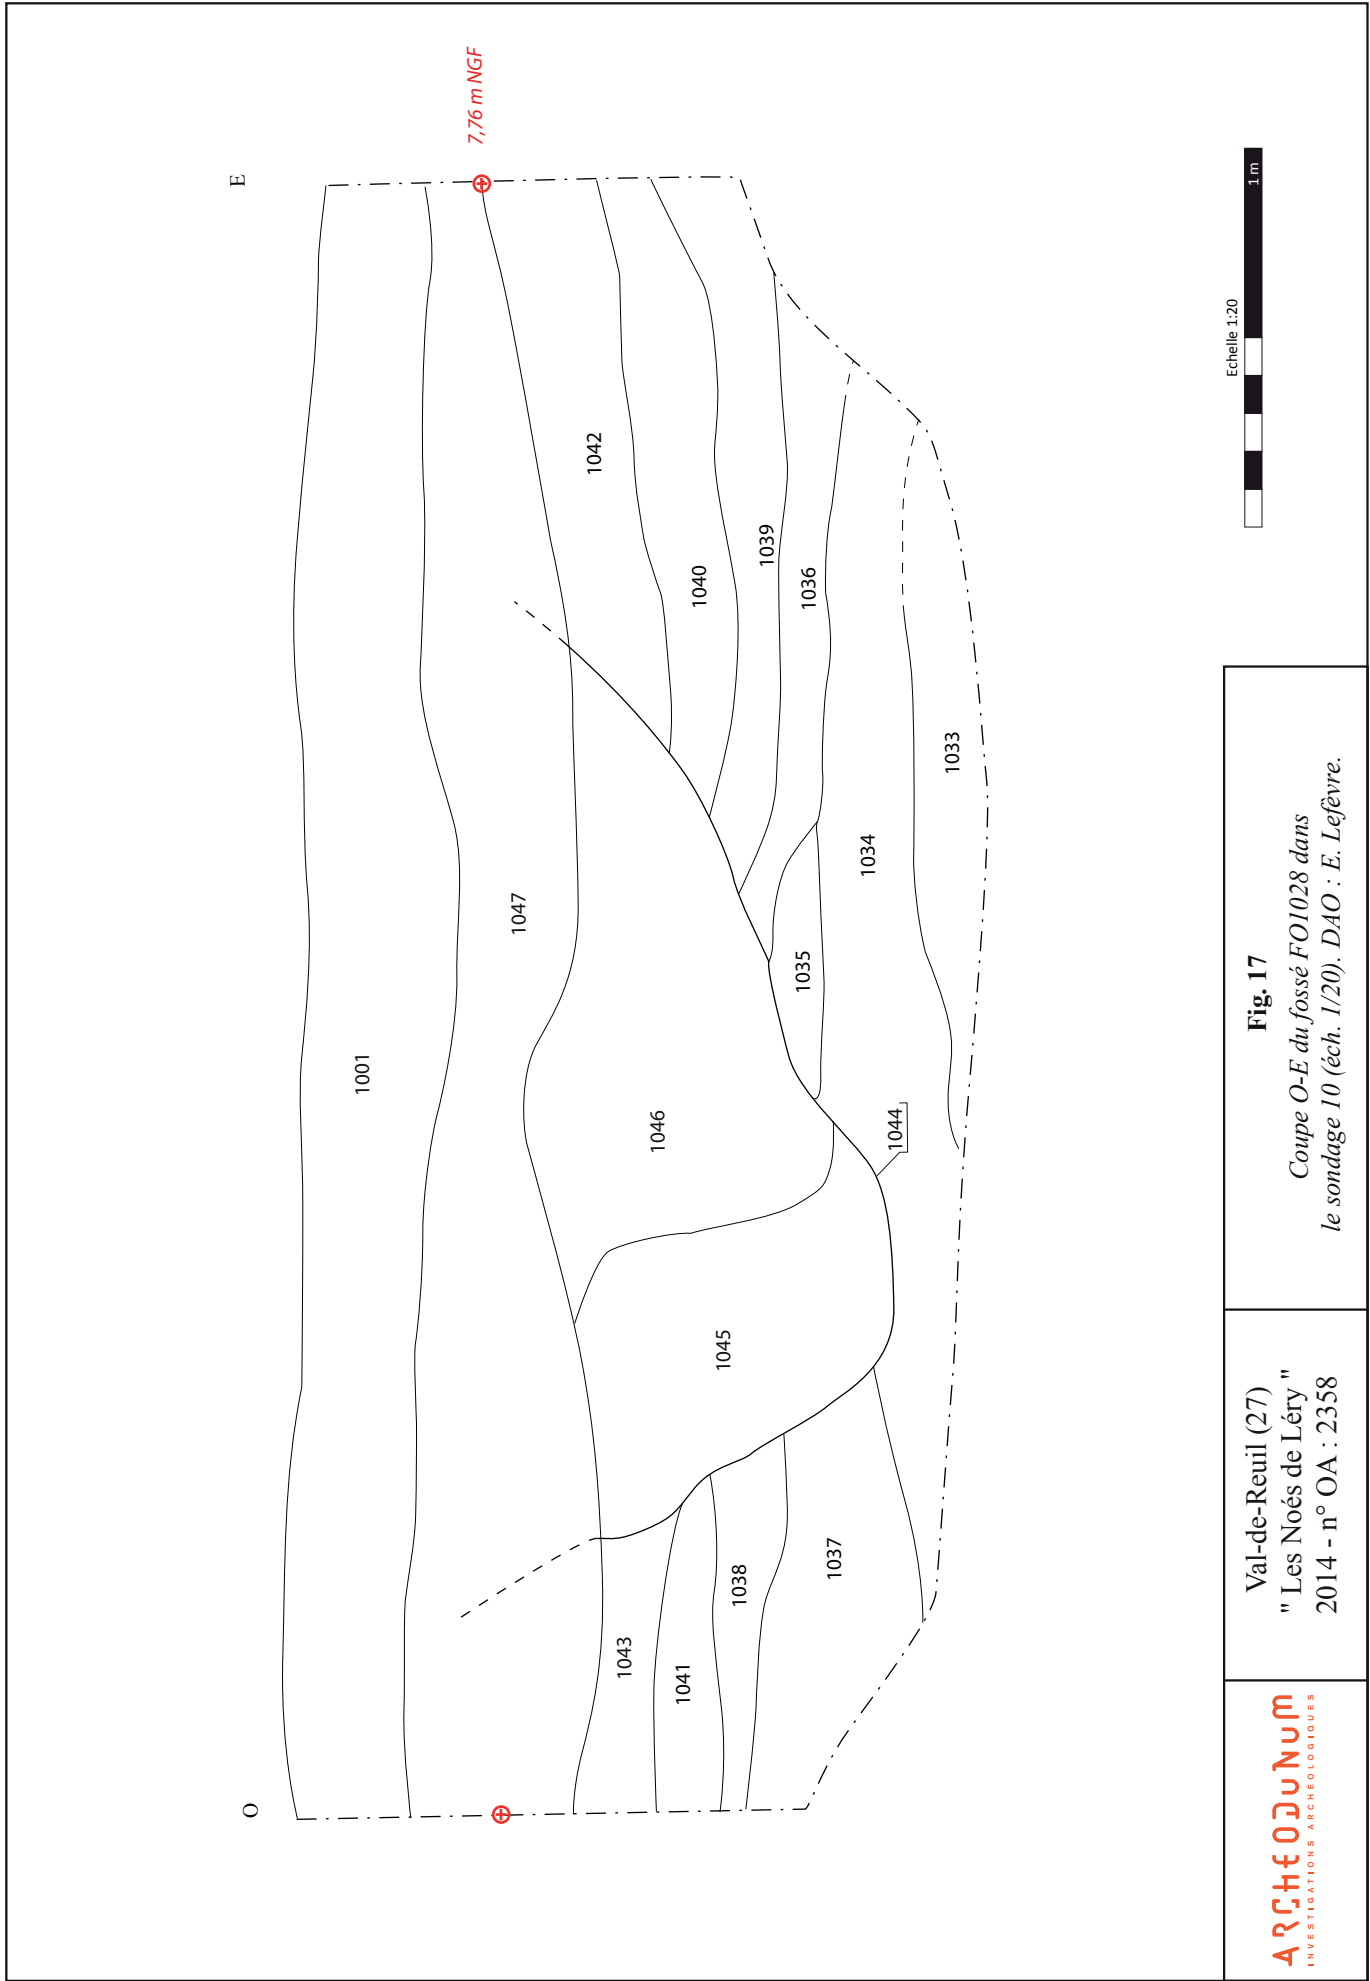 O
E
7,76 m NGF
1001
1047
1042
1046
1040
1043
1045
1039
1041
1036
1038
1035
1037
1034
1044
1033
Echelle 1:20
1 m
ARCHEODUNUM
INVESTIGATIONS ARCHÉOLOGIQUES
Val-de-Reuil (27)
" Les Noés de Léry "
2014 - n° OA : 2358
Fig. 17
Coupe O-E du fossé FO1028 dans
le sondage 10 (éch. 1/20). DAO : E. Lefèvre.